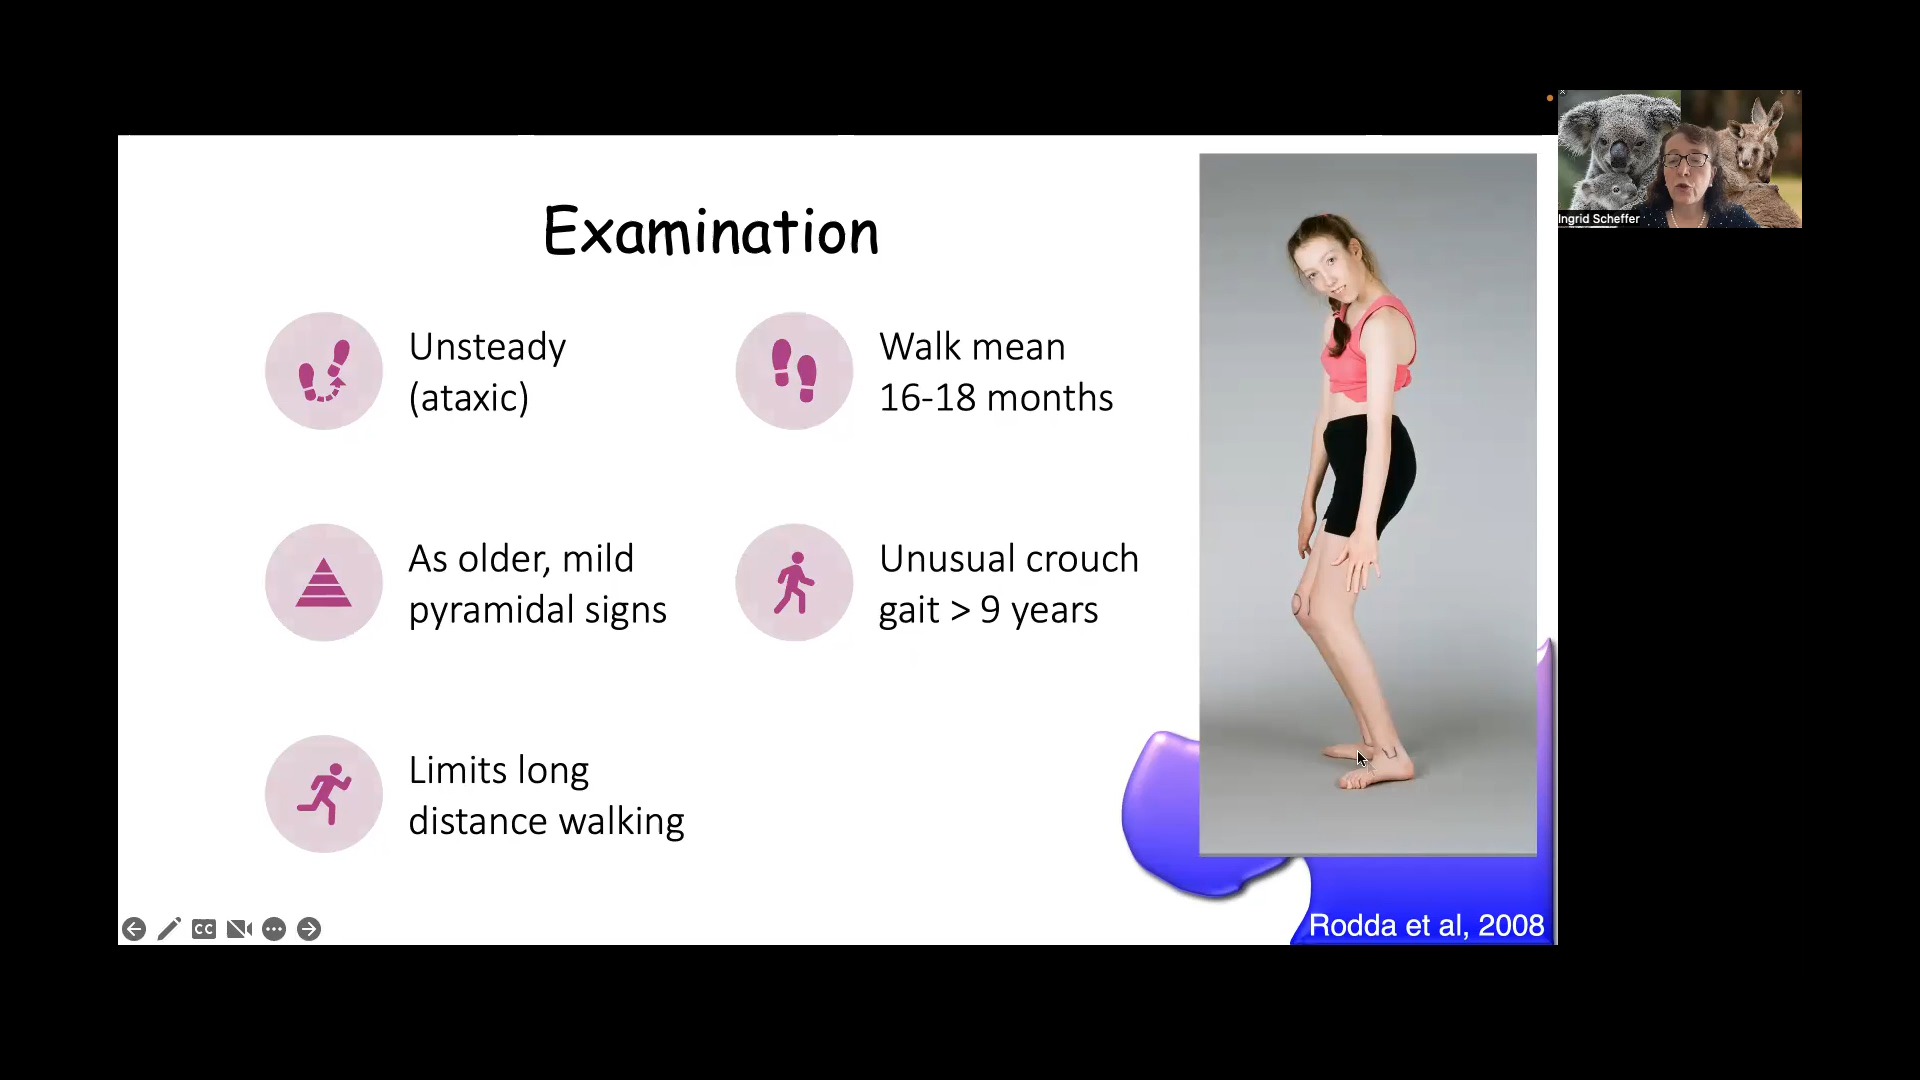 Examination
Unsteady
(ataxic)
Walk mean
16-18 months
As older, mild
pyramidal signs
Unusual crouch
gait > 9 years
Limits long
distance walking
Rodda et al, 2008
CC
Ingrid Scheffer